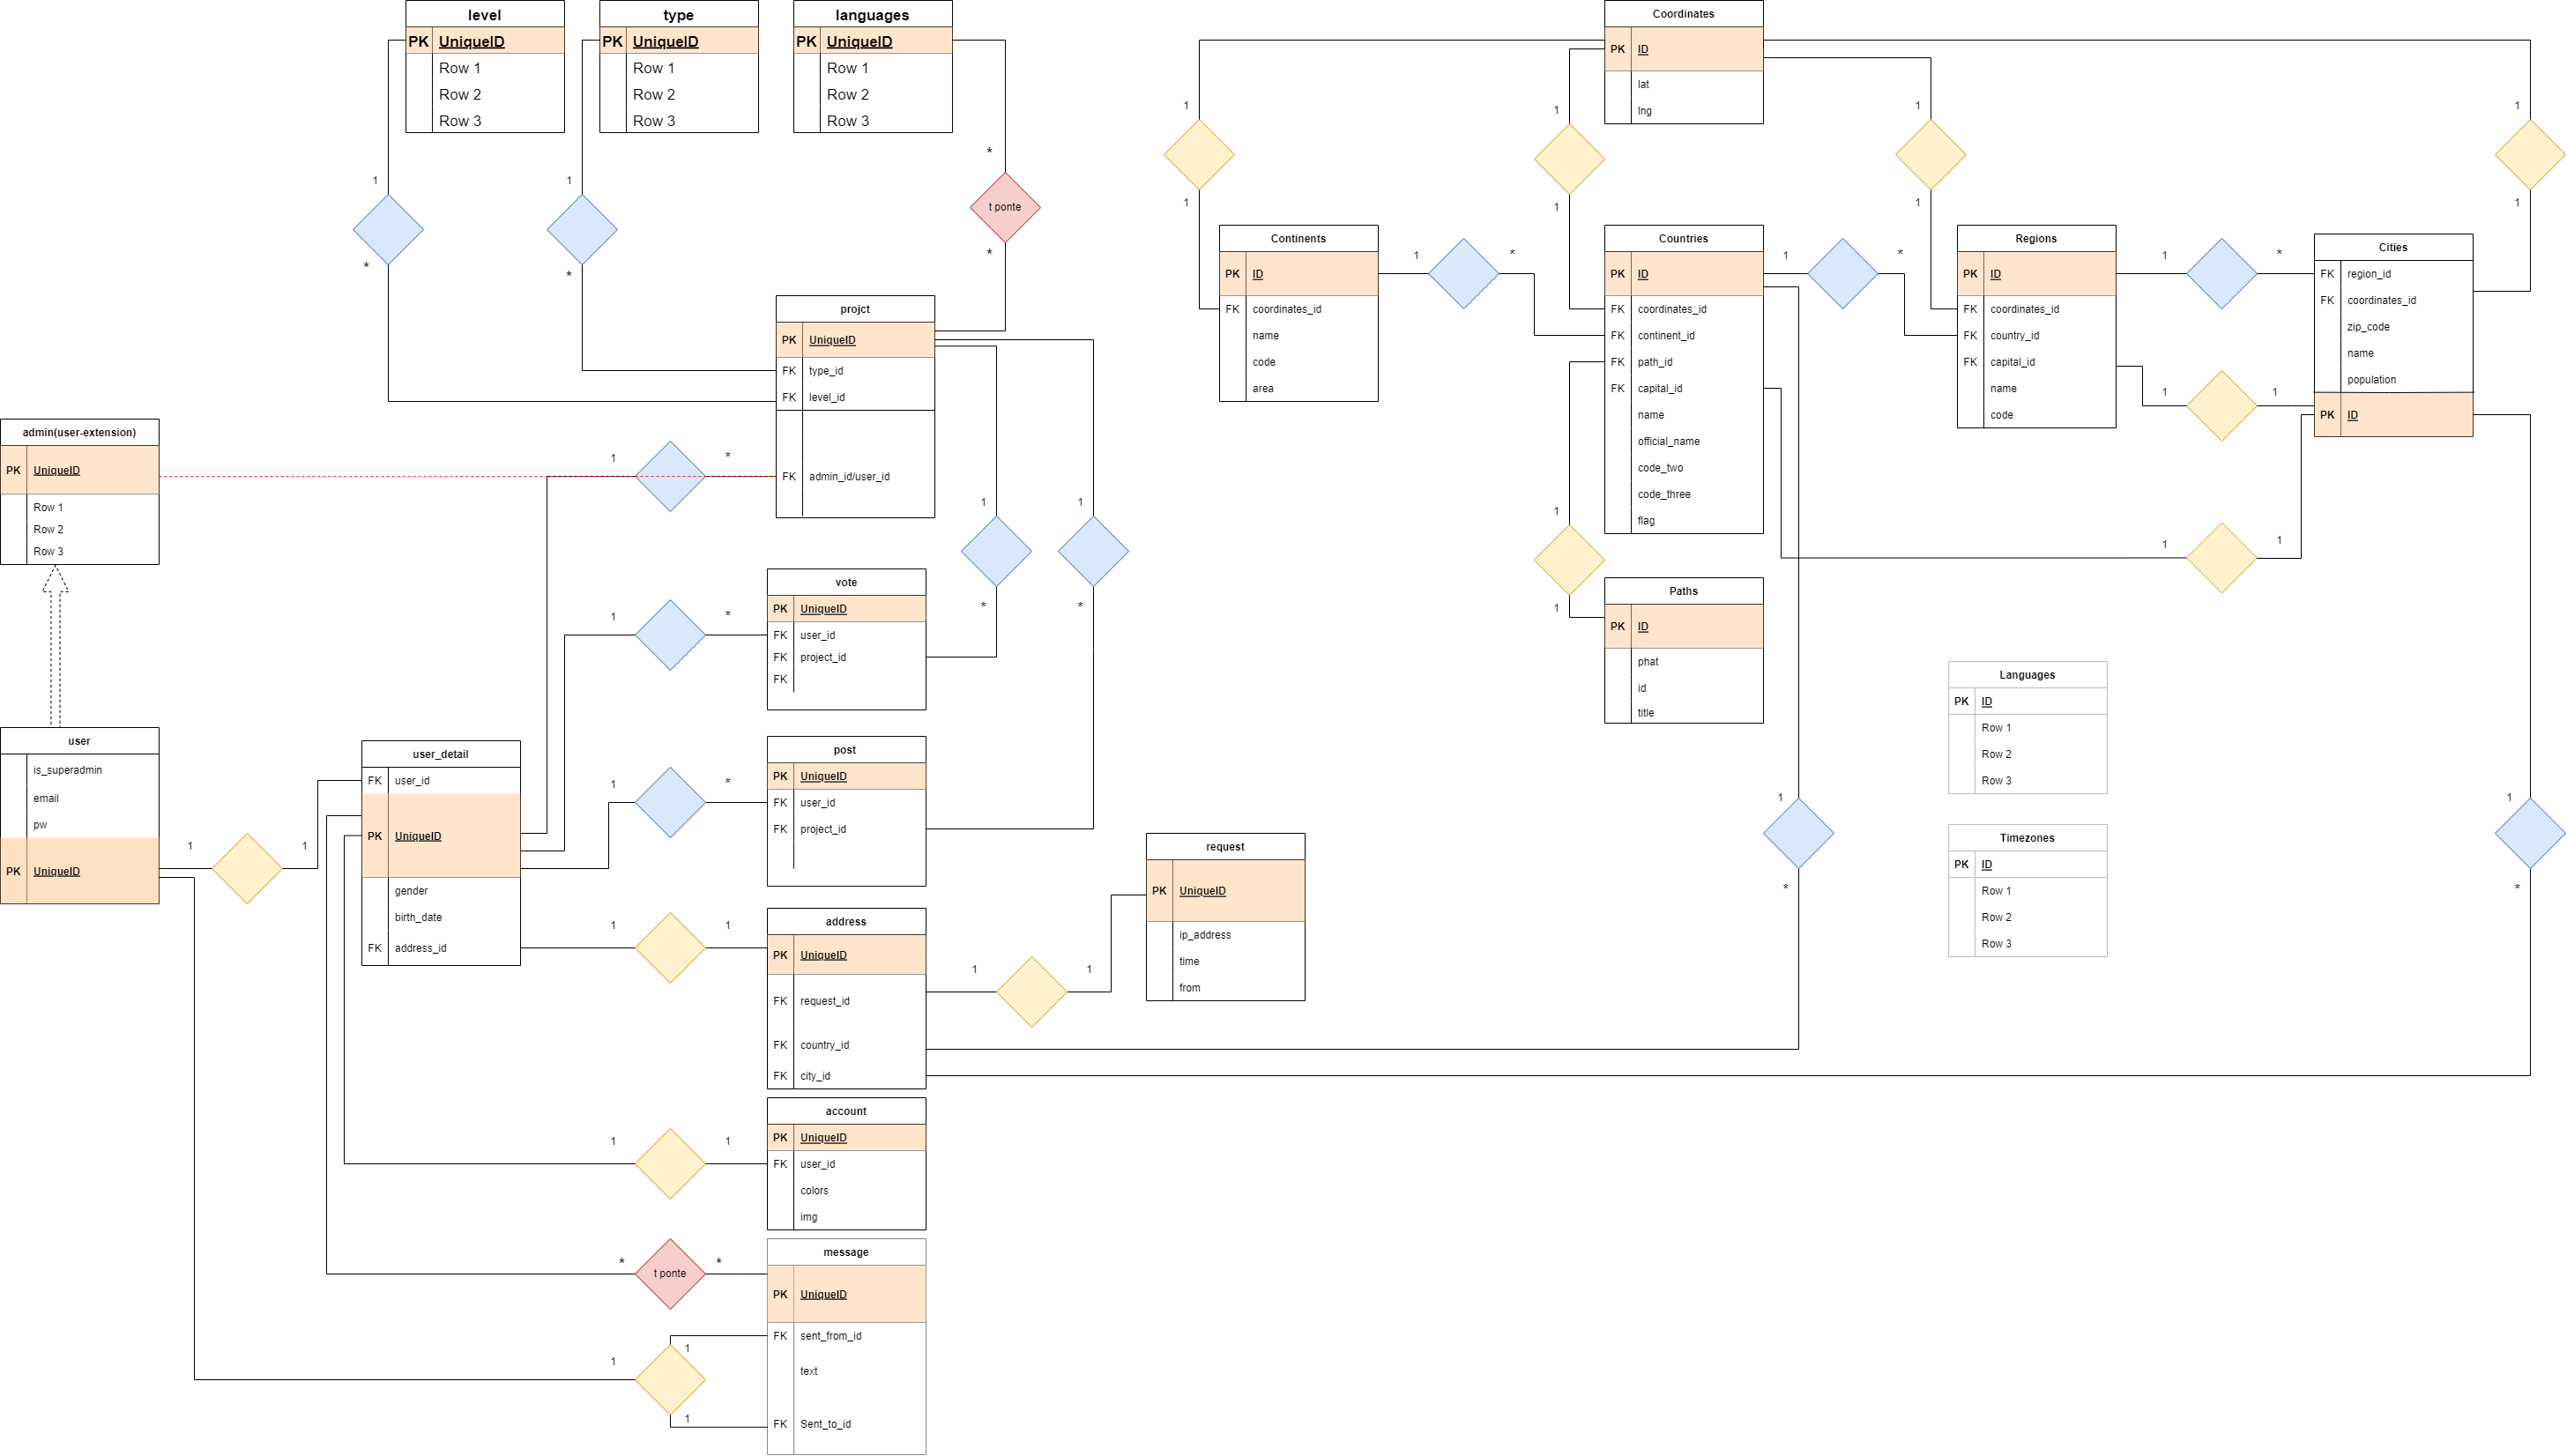 level
PK UniqueID
Row 1
Row 2
Row 3
type
PK UniqueID
Row 1
Row 2
Row 3
languages
PK UniqueID
Row 1
Row 2
Row 3
1
*
1
*
*
t ponte
*
projct
PK UniqueID
FK type_id
FK level_id
FK admin_id/user_id
admin(user-extension)
PK UniqueID
Row 1
Row 2
Row 3
1
*
1
*
1
*
vote
PK UniqueID
FK user_id
FK project_id
FK
1
*
user
is_superadmin
email
pw
PK UniqueID
1
1
user_detail
FK user_id
PK UniqueID
gender
birth_date
FK address_id
1
*
post
PK UniqueID
FK user_id
FK project_id
1
1
address
PK UniqueID
FK request_id
FK country_id
FK city_id
1
1
request
PK UniqueID
ip_address
time
from
1
1
account
PK UniqueID
FK user_id
colors
img
*
t ponte
*
message
PK UniqueID
FK sent_from_id
text
FK Sent_to_id
1
1
1
Coordinates
PK ID
lat
lng
1
1
1
1
1
1
1
1
Continents
PK ID
FK coordinates_id
name
code
area
1
*
Countries
PK ID
FK coordinates_id
FK continent_id
FK path_id
FK capital_id
name
official_name
code_two
code_three
flag
1
*
Regions
PK ID
FK coordinates_id
FK country_id
FK capital_id
name
code
1
*
Cities
FK region_id
FK coordinates_id
zip_code
name
population
PK ID
1
1
1
1
1
1
Paths
PK ID
phat
id
title
Languages
PK ID
Row 1
Row 2
Row 3
Timezones
PK ID
Row 1
Row 2
Row 3
1
*
1
*